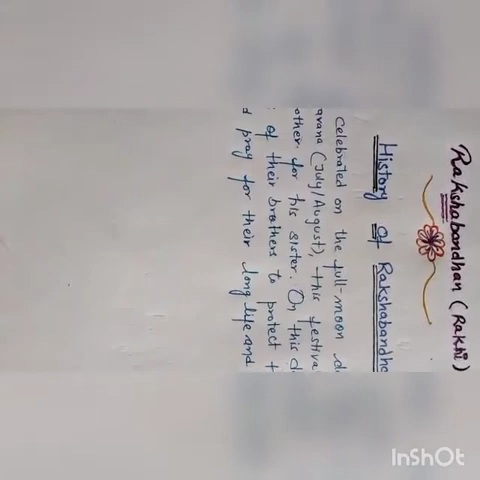 Rakshabandhan (Rakhi)
History of Rakshabandha
Celebrated on the full-moon d
avana (July/August), this festiva
other for his sister. On this d
of their brothers to protect t
d pray for their long life and
InShOt